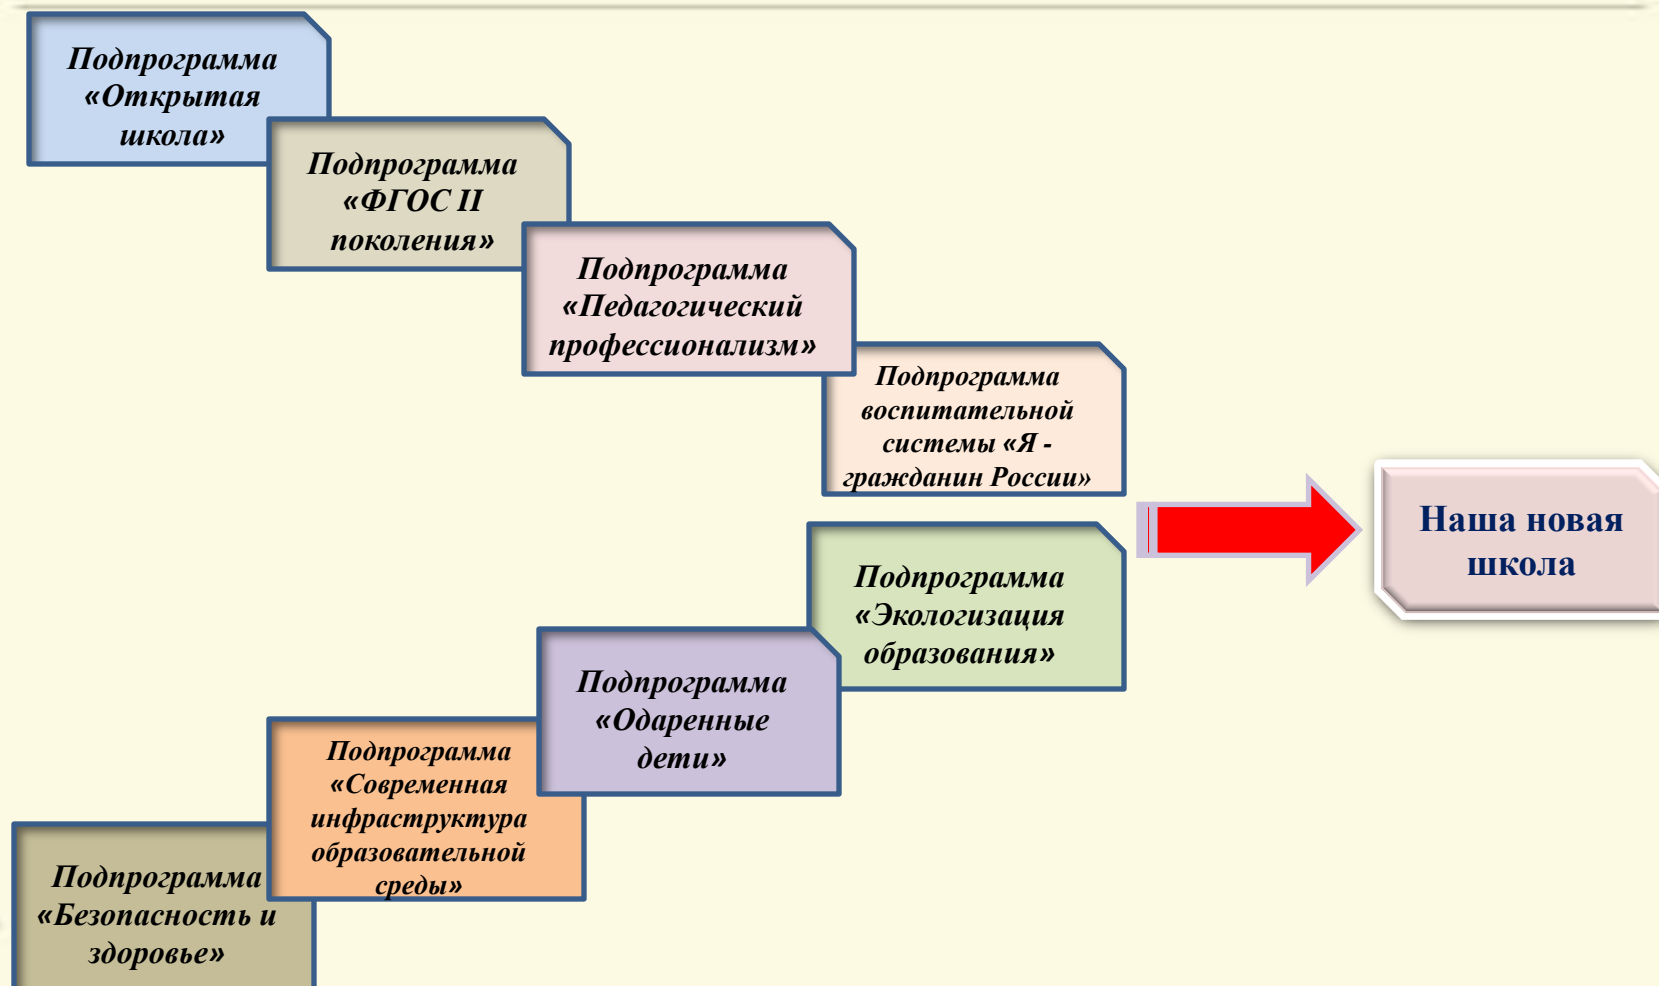 Подпрограмма
«Открытая
школа»
Подпрограмма
«ФГОС II
поколения»
Подпрограмма
«Педагогический
профессионализм»
Подпрограмма
воспитательной
системы «Я -
гражданин России»
Наша новая
школа
Подпрограмма
«Экологизация
образования»
Подпрограмма
«Одаренные
дети»
Подпрограмма
«Современная
инфраструктура
образовательной
среды»
Подпрограмма
«Безопасность и
здоровье»